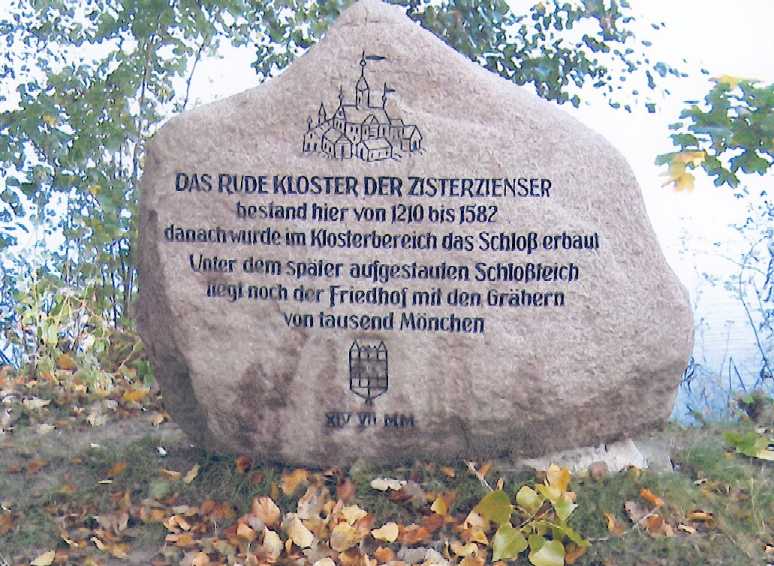 DAS RUDE KLOSTER DER ZISTERZIENSER
bestand hier von 1210 bis 1582
danach wurde im Klosterbereich das Schloß erbaut
Unter dem später aufgestauten Schloßteich
liegt noch der Friedhof mit den Gräbern
von tausend Mönchen
XIV VII MM